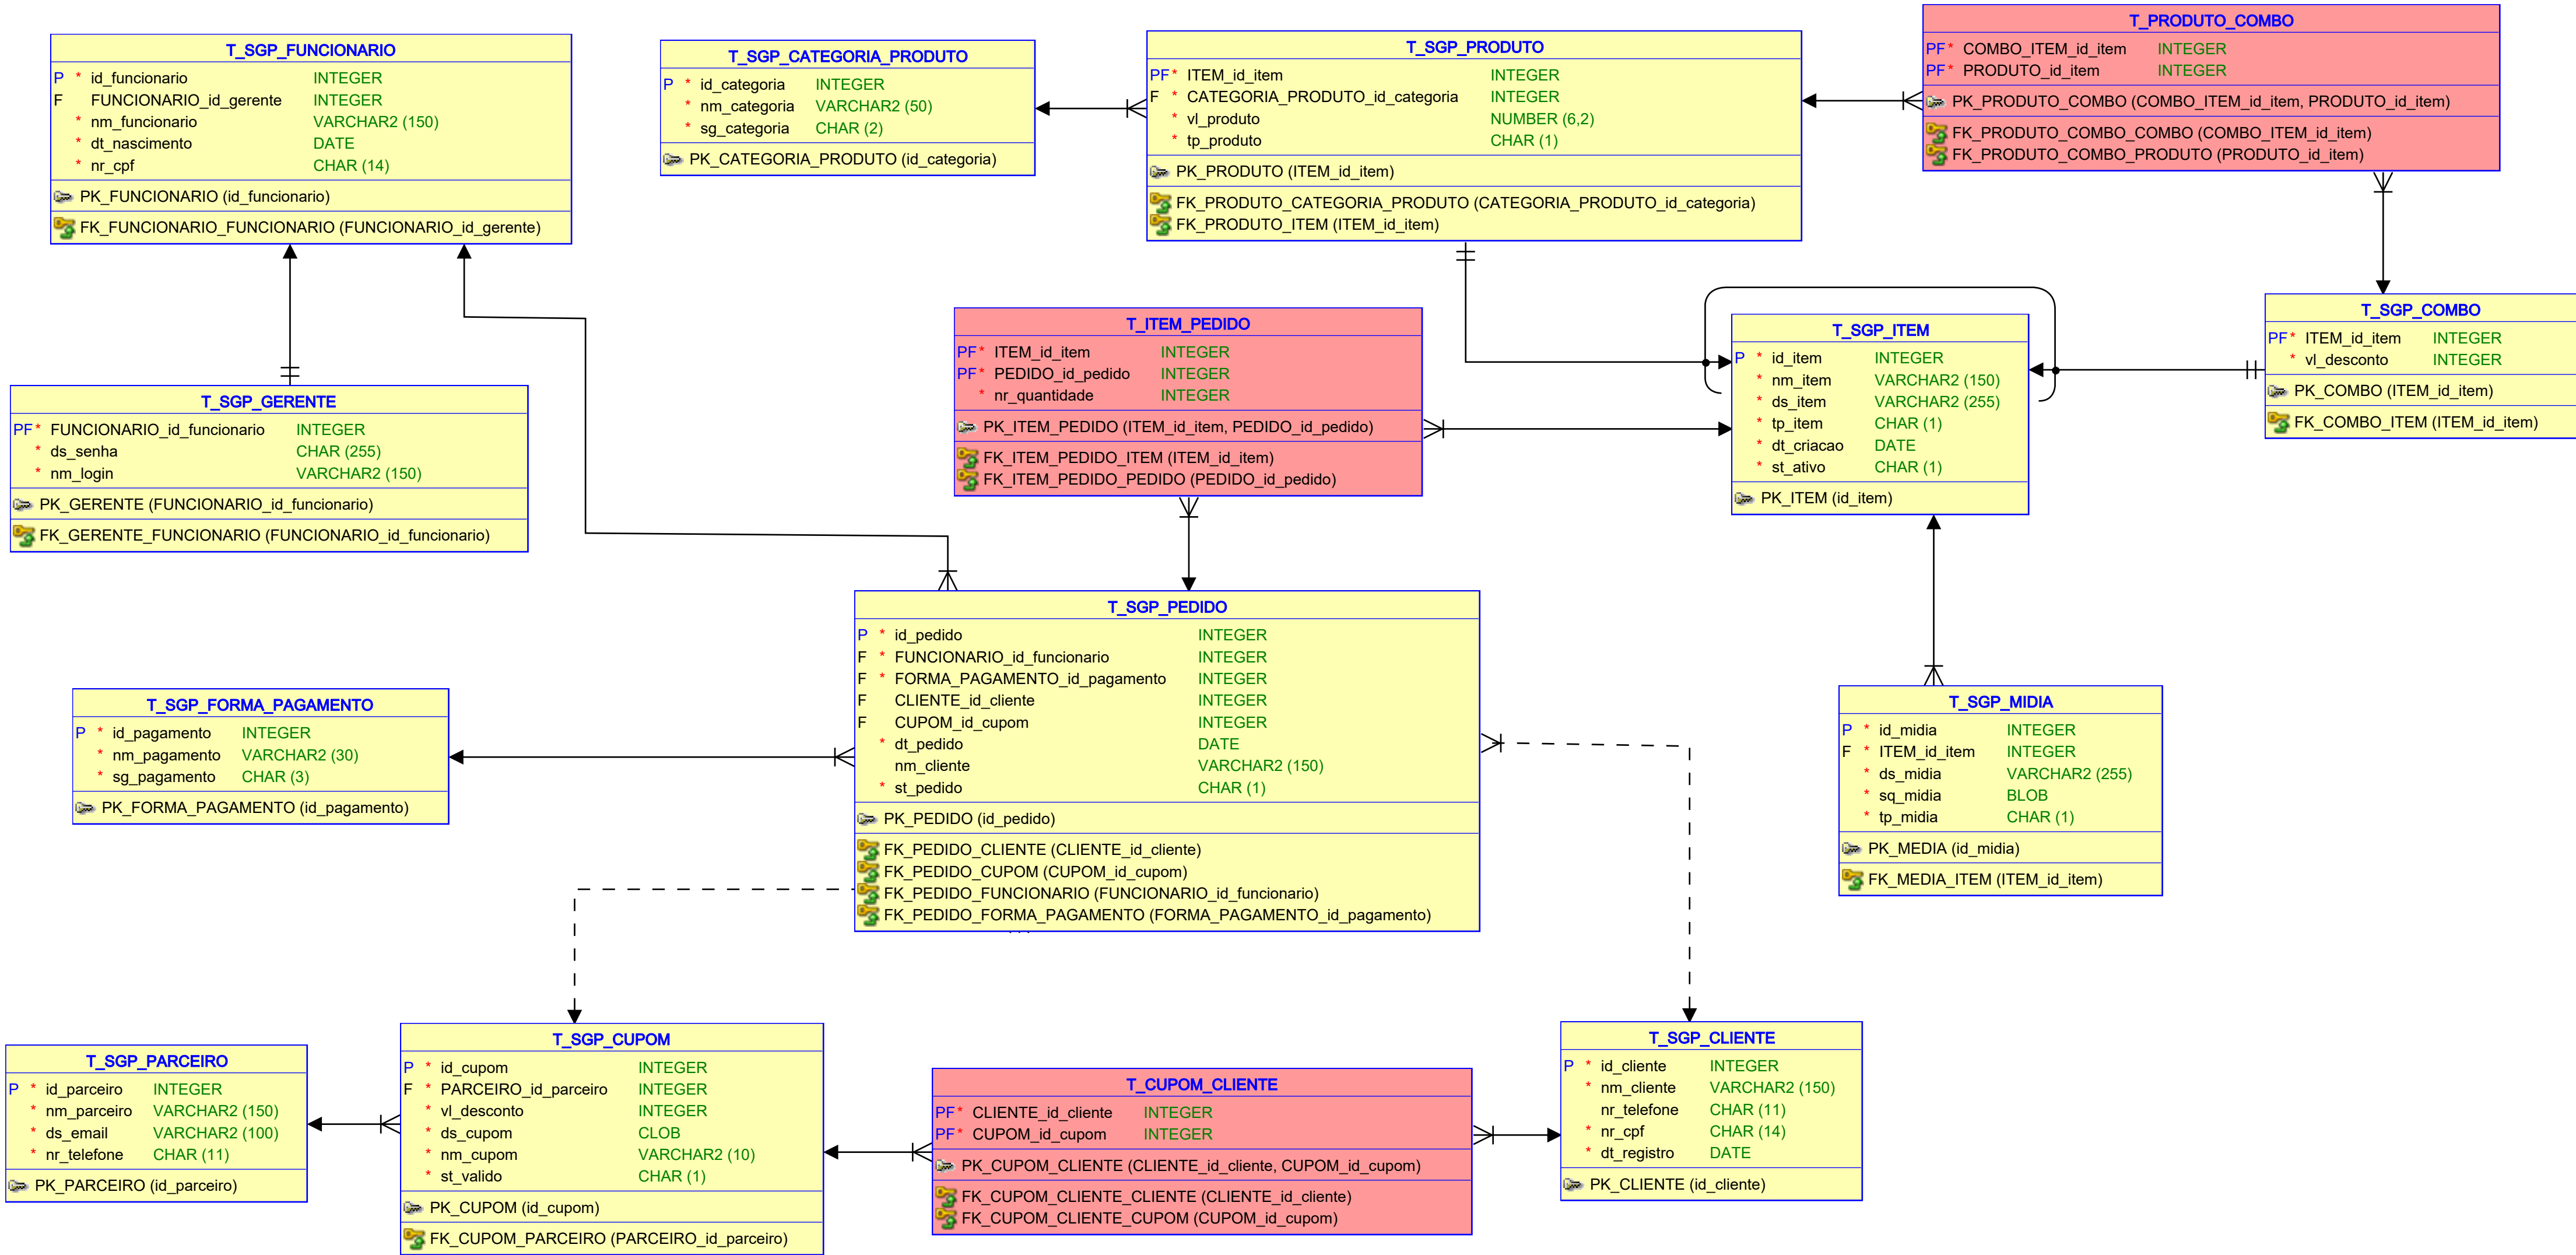 T_SGP_FUNCIONARIO
P * id_funcionario INTEGER
F FUNCIONARIO_id_gerente INTEGER
* nm_funcionario VARCHAR2 (150)
* dt_nascimento DATE
* nr_cpf CHAR (14)
PK_FUNCIONARIO (id_funcionario)
FK_FUNCIONARIO_FUNCIONARIO (FUNCIONARIO_id_gerente)
T_SGP_CATEGORIA_PRODUTO
P * id_categoria INTEGER
* nm_categoria VARCHAR2 (50)
* sg_categoria CHAR (2)
PK_CATEGORIA_PRODUTO (id_categoria)
T_SGP_PRODUTO
PF * ITEM_id_item INTEGER
F * CATEGORIA_PRODUTO_id_categoria INTEGER
* vl_produto NUMBER (6,2)
* tp_produto CHAR (1)
PK_PRODUTO (ITEM_id_item)
FK_PRODUTO_CATEGORIA_PRODUTO (CATEGORIA_PRODUTO_id_categoria)
FK_PRODUTO_ITEM (ITEM_id_item)
T_PRODUTO_COMBO
PF * COMBO_ITEM_id_item INTEGER
PF * PRODUTO_id_item INTEGER
PK_PRODUTO_COMBO (COMBO_ITEM_id_item, PRODUTO_id_item)
FK_PRODUTO_COMBO_COMBO (COMBO_ITEM_id_item)
FK_PRODUTO_COMBO_PRODUTO (PRODUTO_id_item)
T_SGP_GERENTE
PF * FUNCIONARIO_id_funcionario INTEGER
* ds_senha CHAR (255)
* nm_login VARCHAR2 (150)
PK_GERENTE (FUNCIONARIO_id_funcionario)
FK_GERENTE_FUNCIONARIO (FUNCIONARIO_id_funcionario)
T_ITEM_PEDIDO
PF * ITEM_id_item INTEGER
PF * PEDIDO_id_pedido INTEGER
* nr_quantidade INTEGER
PK_ITEM_PEDIDO (ITEM_id_item, PEDIDO_id_pedido)
FK_ITEM_PEDIDO_ITEM (ITEM_id_item)
FK_ITEM_PEDIDO_PEDIDO (PEDIDO_id_pedido)
T_SGP_ITEM
P * id_item INTEGER
* nm_item VARCHAR2 (150)
* ds_item VARCHAR2 (255)
* tp_item CHAR (1)
* dt_criacao DATE
* st_ativo CHAR (1)
PK_ITEM (id_item)
T_SGP_COMBO
PF * ITEM_id_item INTEGER
* vl_desconto INTEGER
PK_COMBO (ITEM_id_item)
FK_COMBO_ITEM (ITEM_id_item)
T_SGP_PEDIDO
P * id_pedido INTEGER
F * FUNCIONARIO_id_funcionario INTEGER
F * FORMA_PAGAMENTO_id_pagamento INTEGER
F CLIENTE_id_cliente INTEGER
F CUPOM_id_cupom INTEGER
* dt_pedido DATE
nm_cliente VARCHAR2 (150)
* st_pedido CHAR (1)
PK_PEDIDO (id_pedido)
FK_PEDIDO_CLIENTE (CLIENTE_id_cliente)
FK_PEDIDO_CUPOM (CUPOM_id_cupom)
FK_PEDIDO_FUNCIONARIO (FUNCIONARIO_id_funcionario)
FK_PEDIDO_FORMA_PAGAMENTO (FORMA_PAGAMENTO_id_pagamento)
T_SGP_FORMA_PAGAMENTO
P * id_pagamento INTEGER
* nm_pagamento VARCHAR2 (30)
* sg_pagamento CHAR (3)
PK_FORMA_PAGAMENTO (id_pagamento)
T_SGP_MIDIA
P * id_midia INTEGER
F * ITEM_id_item INTEGER
* ds_midia VARCHAR2 (255)
* sq_midia BLOB
* tp_midia CHAR (1)
PK_MEDIA (id_midia)
FK_MEDIA_ITEM (ITEM_id_item)
T_SGP_PARCEIRO
P * id_parceiro INTEGER
* nm_parceiro VARCHAR2 (150)
* ds_email VARCHAR2 (100)
* nr_telefone CHAR (11)
PK_PARCEIRO (id_parceiro)
T_SGP_CUPOM
P * id_cupom INTEGER
F * PARCEIRO_id_parceiro INTEGER
* vl_desconto INTEGER
* ds_cupom CLOB
* nm_cupom VARCHAR2 (10)
* st_valido CHAR (1)
PK_CUPOM (id_cupom)
FK_CUPOM_PARCEIRO (PARCEIRO_id_parceiro)
T_CUPOM_CLIENTE
PF * CLIENTE_id_cliente INTEGER
PF * CUPOM_id_cupom INTEGER
PK_CUPOM_CLIENTE (CLIENTE_id_cliente, CUPOM_id_cupom)
FK_CUPOM_CLIENTE_CLIENTE (CLIENTE_id_cliente)
FK_CUPOM_CLIENTE_CUPOM (CUPOM_id_cupom)
T_SGP_CLIENTE
P * id_cliente INTEGER
* nm_cliente VARCHAR2 (150)
nr_telefone CHAR (11)
* nr_cpf CHAR (14)
* dt_registro DATE
PK_CLIENTE (id_cliente)